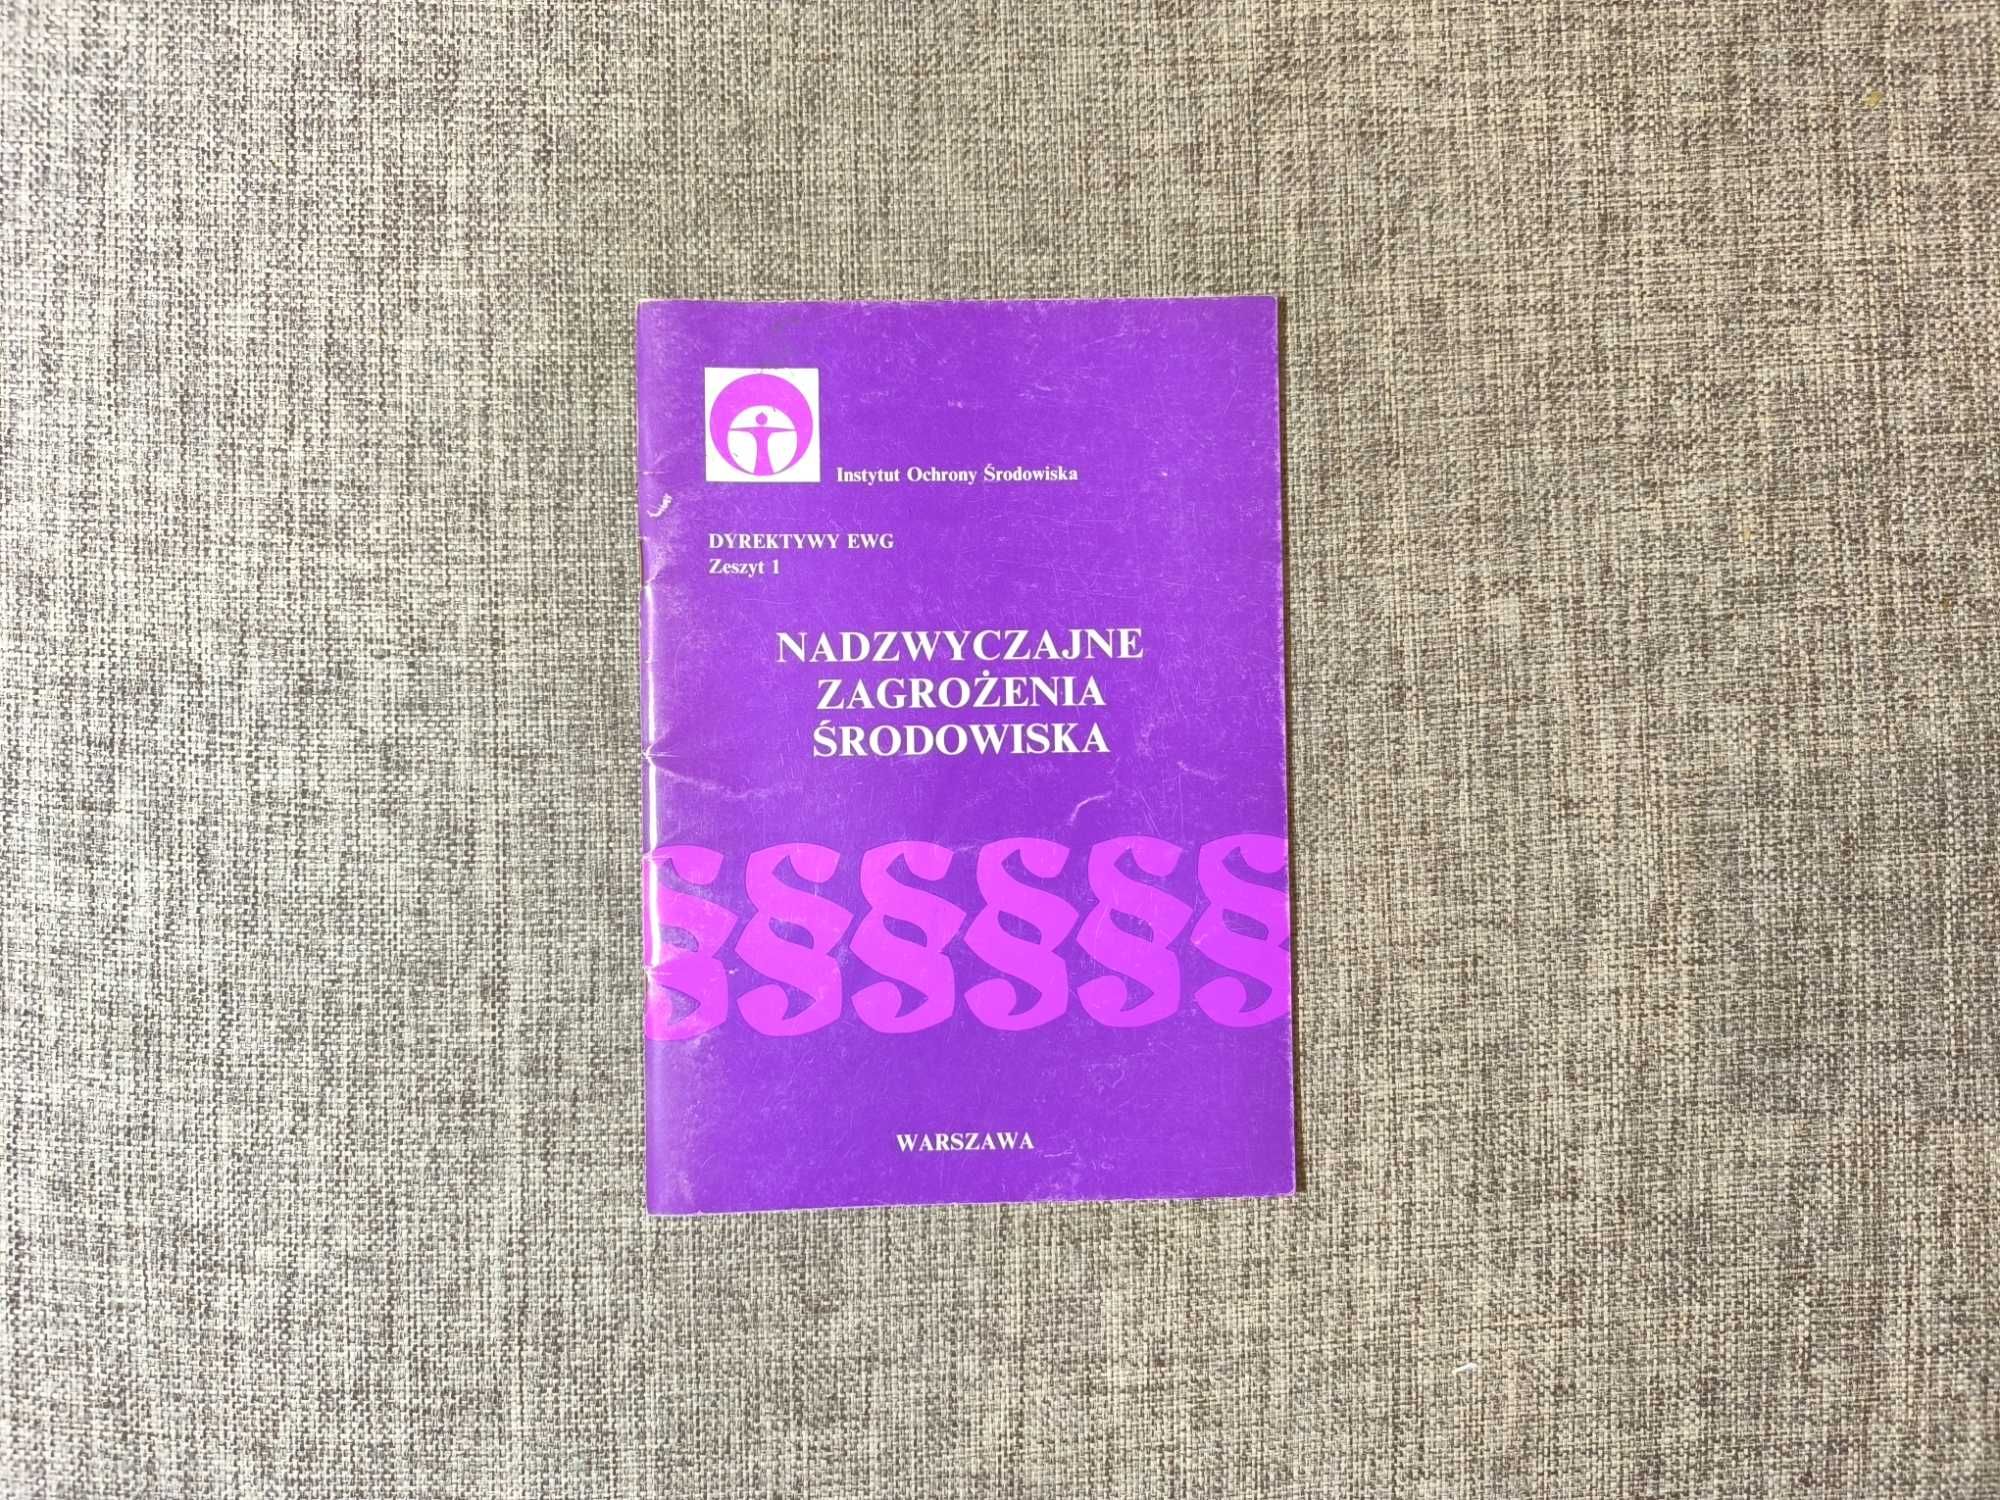 Instytut Ochrony Środowiska
DYREKTYWY EWG
Zeszyt 1
NADZWYCZAJNE
ZAGROŻENIA
ŚRODOWISKA
§§§§§§
WARSZAWA